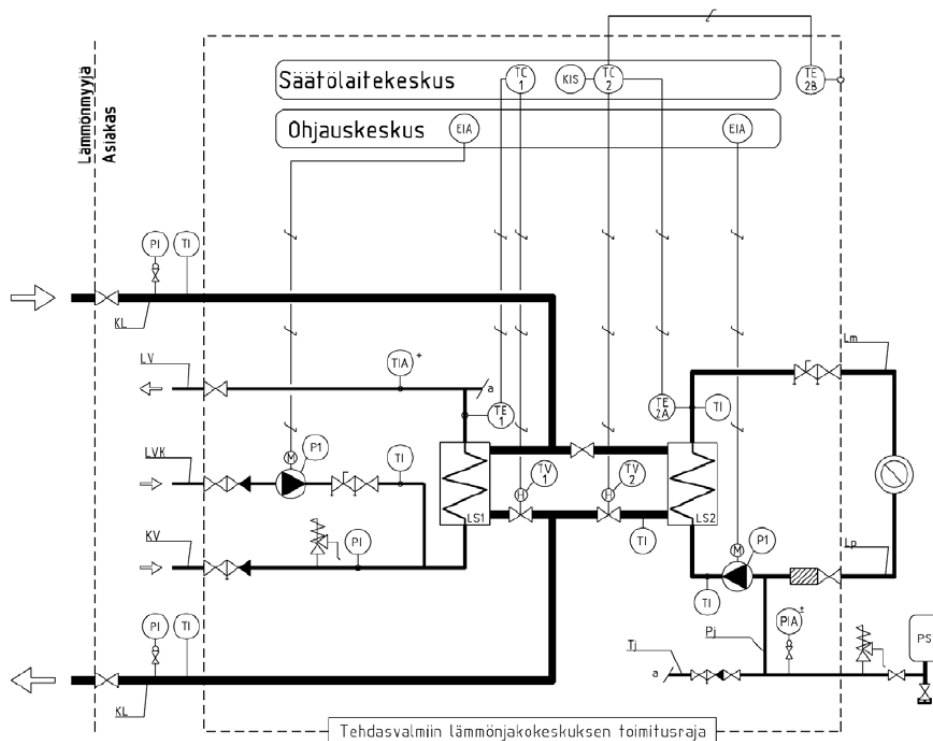 Lämmönmyyjä
Asiakas
Säätölaitekeskus
TC 1
KIS
TC 2
TE 2B
Ohjauskeskus
EIA
EIA
PI
TI
KL
LV
TIA +
a
TE 1
TE 2A
TI
Lm
LVK
M
P1
TI
TV 1
TV 2
H
H
LS1
LS2
KV
PI
TI
M
P1
Lp
TI
PI
TI
KL
Tj
a
Pj
PIA ±
PS
Tehdasvalmiin lämmönjakokeskuksen toimitusraja